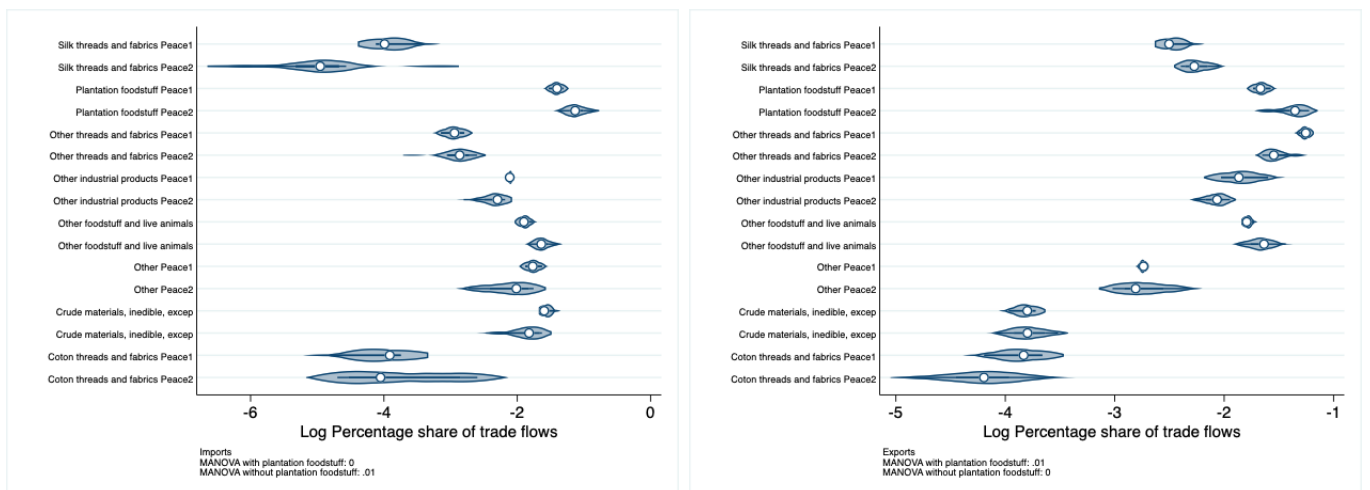 Silk threads and fabrics Peace1
Silk threads and fabrics Peace2
Plantation foodstuff Peace1
Plantation foodstuff Peace2
Other threads and fabrics Peace1
Other threads and fabrics Peace2
Other industrial products Peace1
Other industrial products Peace2
Other foodstuff and live animals
Other foodstuff and live animals
Other Peace1
Other Peace2
Crude materials, inedible, excep
Crude materials, inedible, excep
Coton threads and fabrics Peace1
Coton threads and fabrics Peace2
-6 -4 -2 0
Log Percentage share of trade flows
Imports
MANOVA with plantation foodstuff: 0
MANOVA without plantation foodstuff: .01
Silk threads and fabrics Peace1
Silk threads and fabrics Peace2
Plantation foodstuff Peace1
Plantation foodstuff Peace2
Other threads and fabrics Peace1
Other threads and fabrics Peace2
Other industrial products Peace1
Other industrial products Peace2
Other foodstuff and live animals
Other foodstuff and live animals
Other Peace1
Other Peace2
Crude materials, inedible, excep
Crude materials, inedible, excep
Coton threads and fabrics Peace1
Coton threads and fabrics Peace2
-5 -4 -3 -2 -1
Log Percentage share of trade flows
Exports
MANOVA with plantation foodstuff: .01
MANOVA without plantation foodstuff: 0